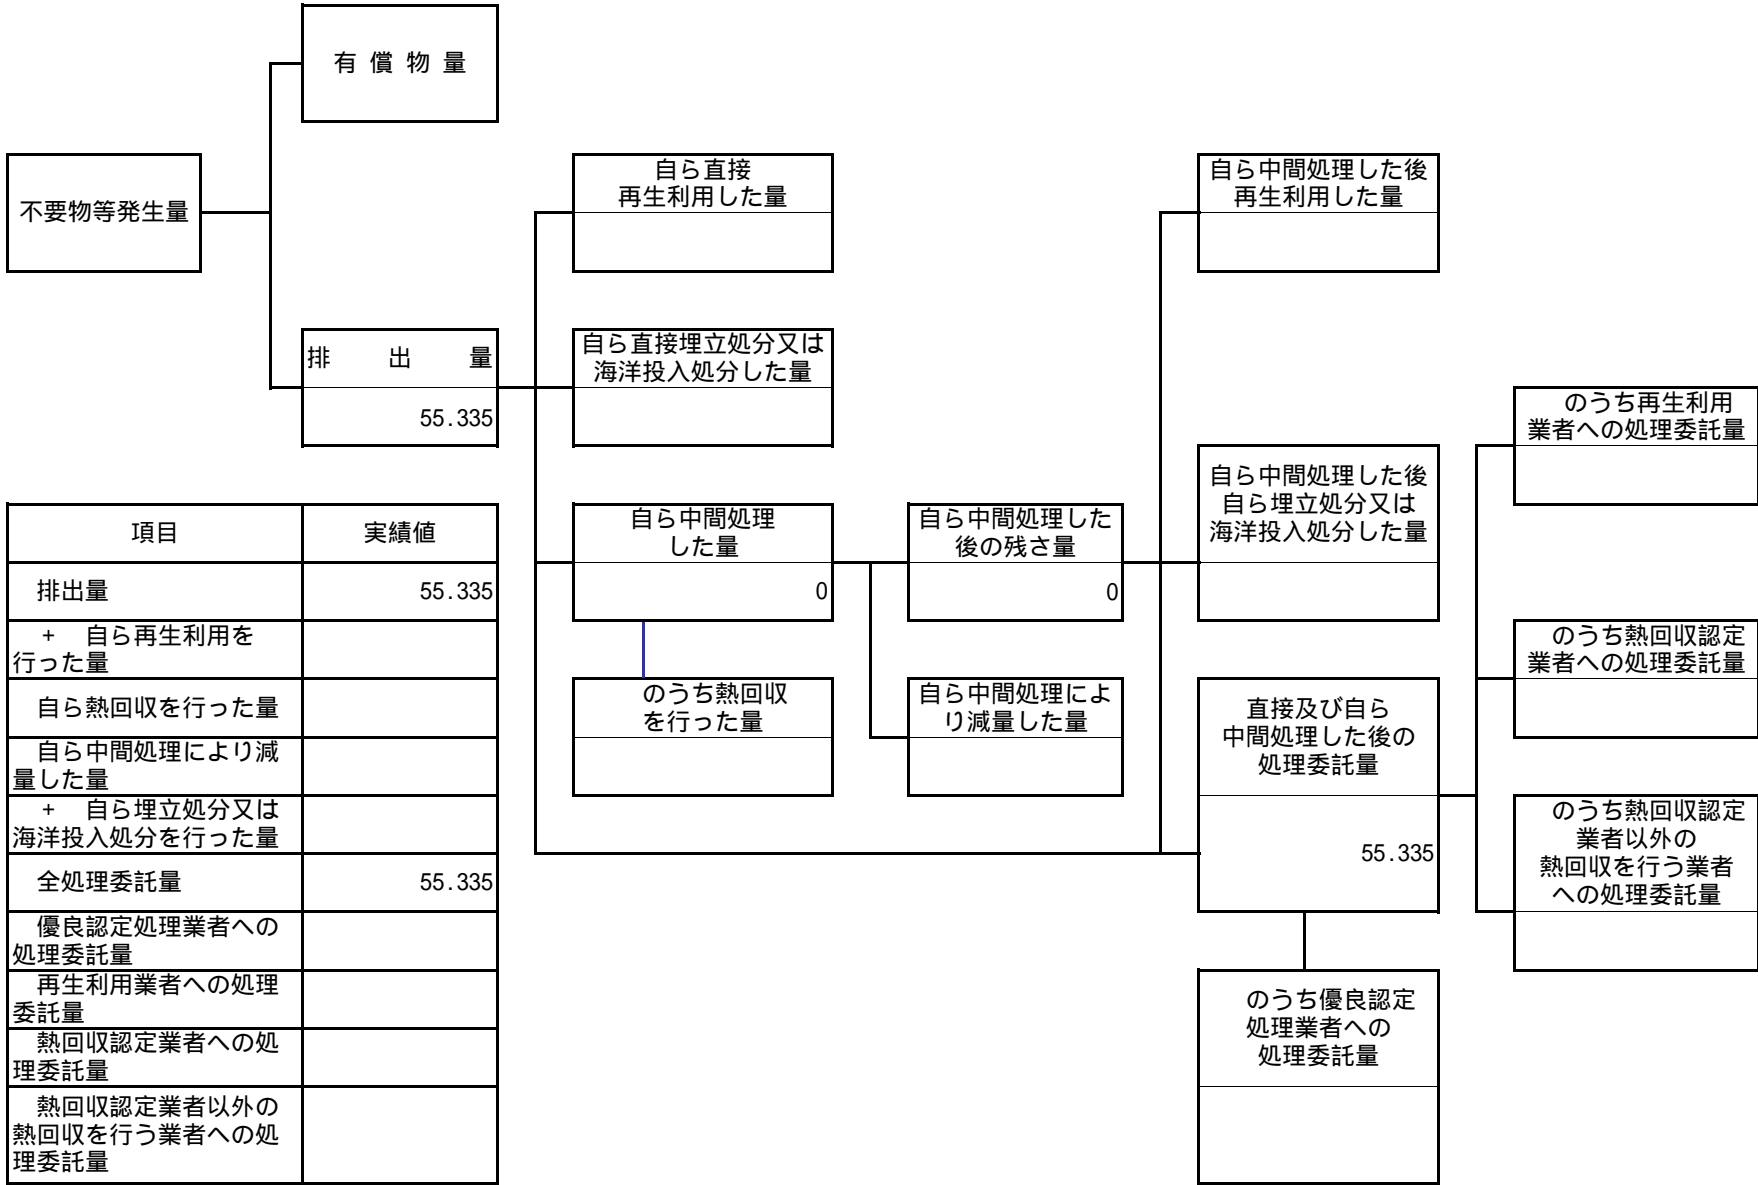 有 償 物 量
不要物等発生量
排 出 量
55.335
自ら直接
再生利用した量
自ら直接埋立処分又は
海洋投入処分した量
自ら中間処理
した量
0
のうち熱回収
を行った量
自ら中間処理した
後の残さ量
0
自ら中間処理によ
り減量した量
自ら中間処理した後
再生利用した量
自ら中間処理した後
自ら埋立処分又は
海洋投入処分した量
直接及び自ら
中間処理した後の
処理委託量
55.335
のうち優良認定
処理業者への
処理委託量
のうち再生利用
業者への処理委託量
のうち熱回収認定
業者への処理委託量
のうち熱回収認定
業者以外の
熱回収を行う業者
への処理委託量
項目 実績値
排出量 55.335
+ 自ら再生利用を
行った量
自ら熱回収を行った量
自ら中間処理により減
量した量
+ 自ら埋立処分又は
海洋投入処分を行った量
全処理委託量 55.335
優良認定処理業者への
処理委託量
再生利用業者への処理
委託量
熱回収認定業者への処
理委託量
熱回収認定業者以外の
熱回収を行う業者への処
理委託量